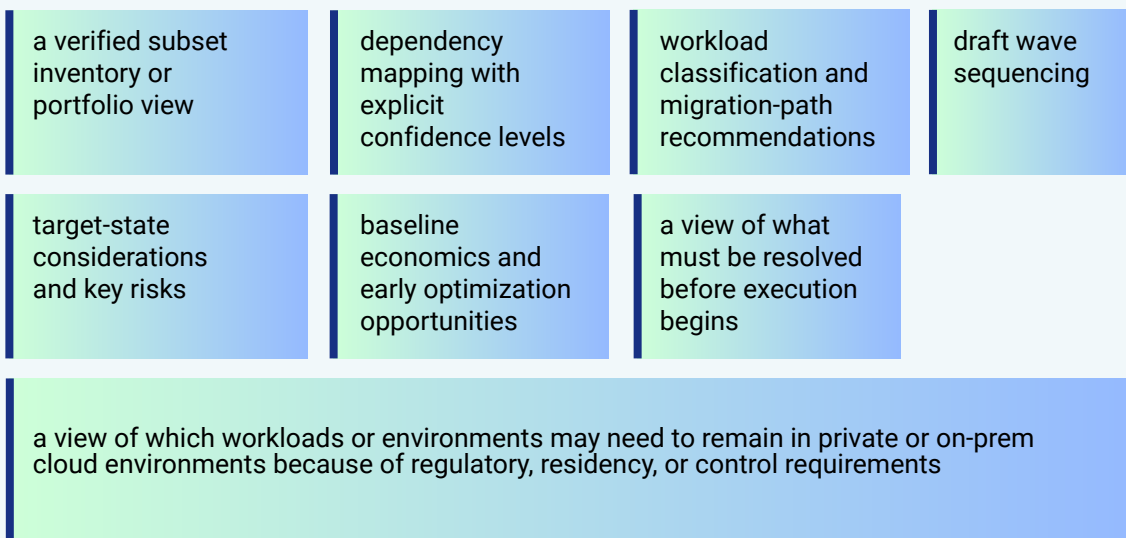 a verified subset
inventory or
portfolio view
dependency
mapping with
explicit
confidence levels
workload
classification and
migration-path
recommendations
draft wave
sequencing
target-state
considerations
and key risks
baseline
economics and
early optimization
opportunities
a view of what
must be resolved
before execution
begins
a view of which workloads or environments may need to remain in private or on-prem
cloud environments because of regulatory, residency, or control requirements